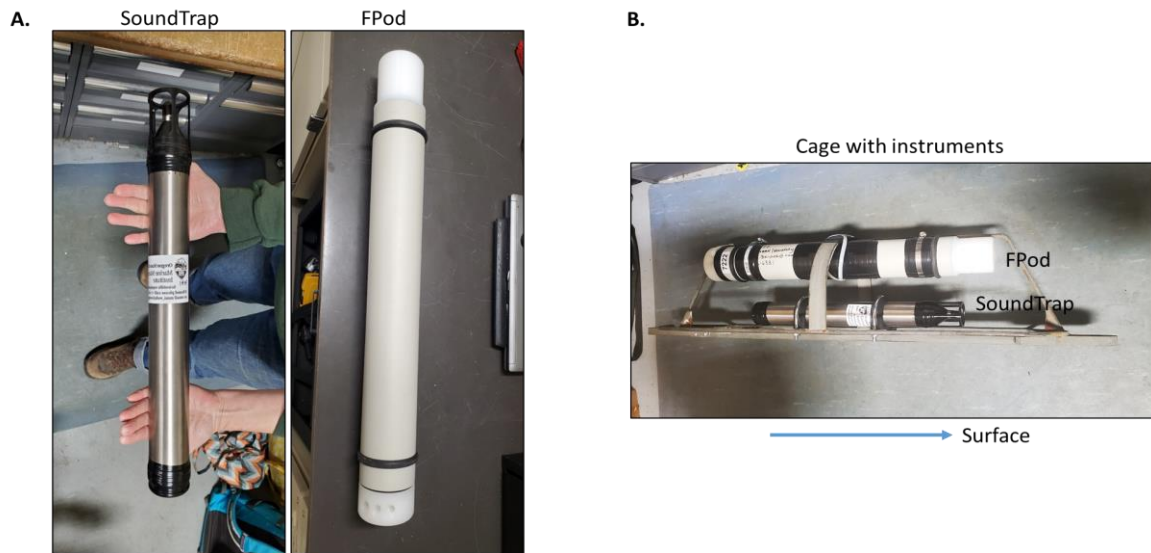 A.
SoundTrap
FPod
B.
Cage with instruments
FPod
SoundTrap
Surface